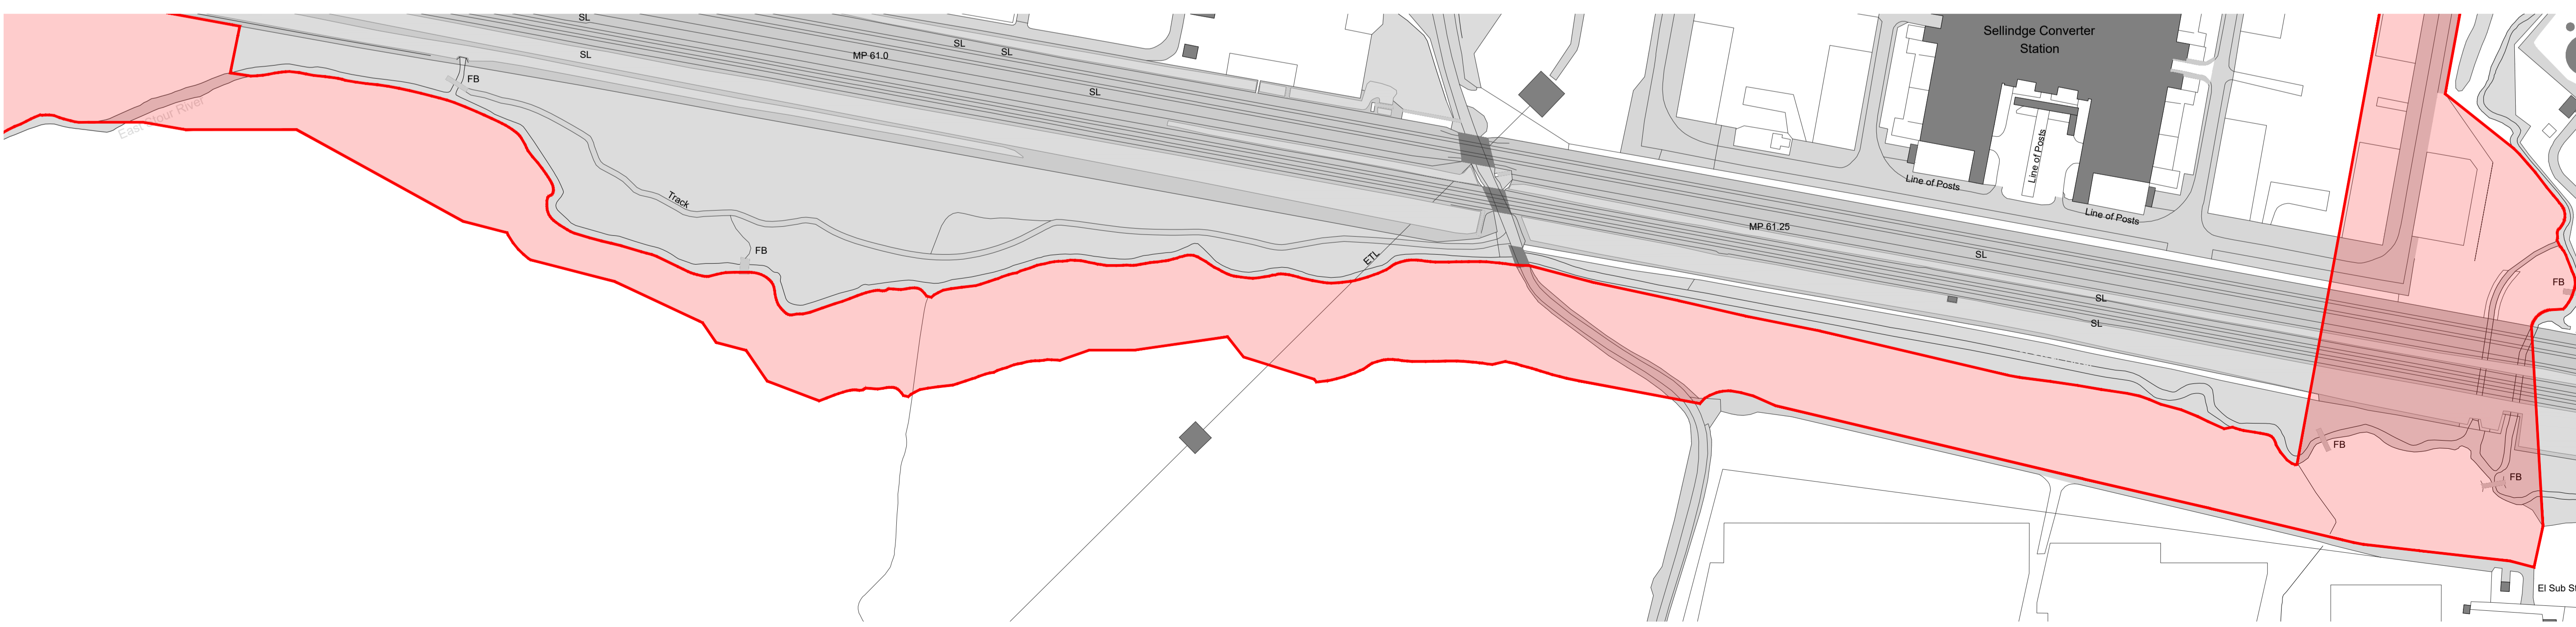 SL
Sellindge Converter
Station
SL
SL
SL
MP 61.0
FB
SL
East Stour River
Line of Posts
Line of Posts
Track
Line of Posts
MP 61.25
FB
SL
ETL
FB
SL
SL
FB
FB
El Sub S